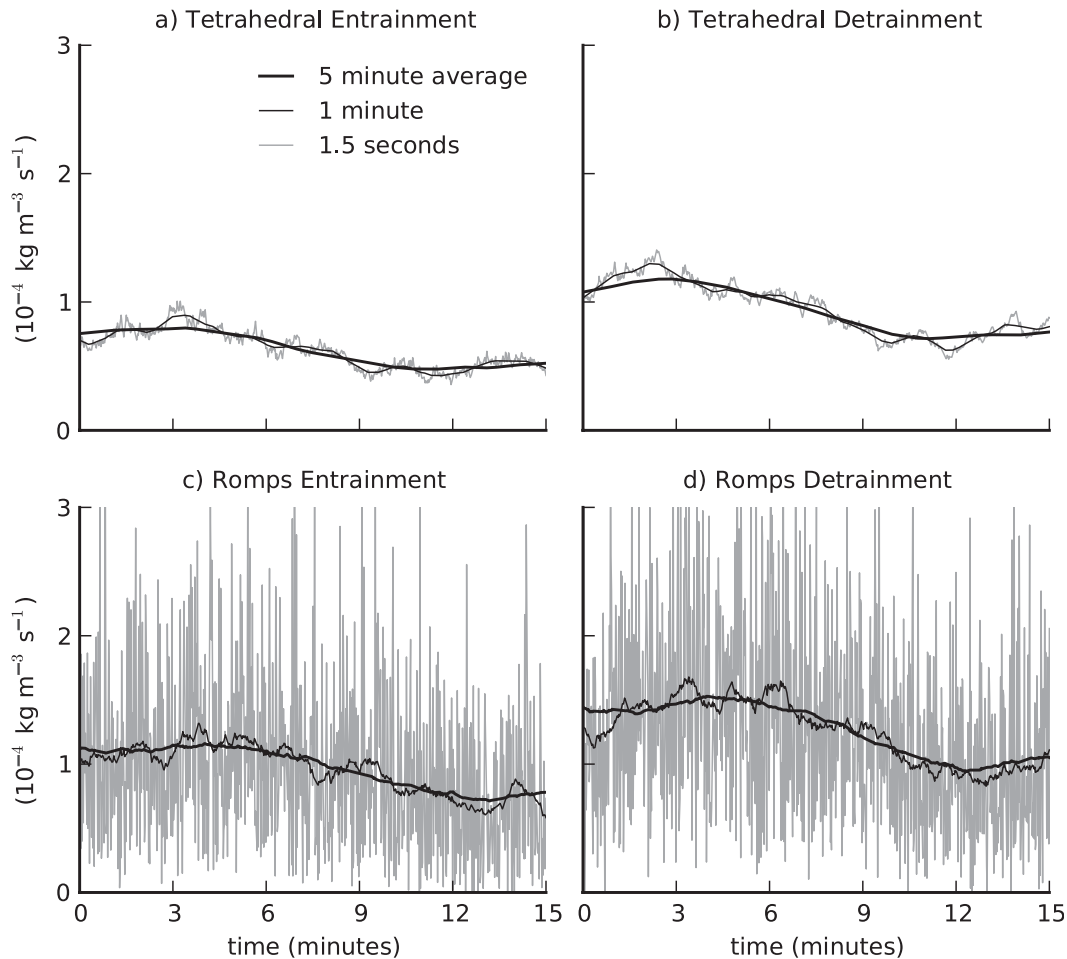 a) Tetrahedral Entrainment
b) Tetrahedral Detrainment
3
2
1
0
(10⁻⁴ kg m⁻³ s⁻¹)
5 minute average
1 minute
1.5 seconds
c) Romps Entrainment
d) Romps Detrainment
3
2
1
0
(10⁻⁴ kg m⁻³ s⁻¹)
0 3 6 9 12 15
0 3 6 9 12 15
time (minutes)
time (minutes)